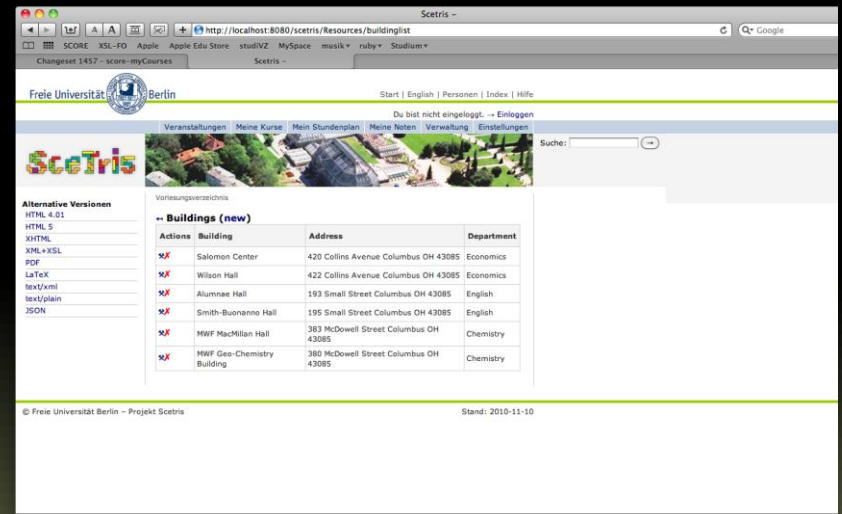 Scetris –
http://localhost:8080/scetris/Resources/buildinglist
Google
SCORE XSL-FO Apple Apple Edu Store studiVZ MySpace musik ruby Studium
Changeset 1457 – score-myCourses
Scetris –
Freie Universität Berlin
Start | English | Personen | Index | Hilfe
Du bist nicht eingeloggt. → Einloggen
Veranstaltungen Meine Kurse Mein Stundenplan Meine Noten Verwaltung Einstellungen
SceTris
Suche:
Vorlesungsverzeichnis
Alternative Versionen
HTML 4.01
HTML 5
XHTML
XML+XSL
PDF
LaTeX
text/xml
text/plain
JSON
Buildings (new)
Actions Building Address Department
Salomon Center 420 Collins Avenue Columbus OH 43085 Economics
Wilson Hall 422 Collins Avenue Columbus OH 43085 Economics
Alumnae Hall 193 Small Street Columbus OH 43085 English
Smith-Buonanno Hall 195 Small Street Columbus OH 43085 English
MWF MacMillan Hall 383 McDowell Street Columbus OH
43085 Chemistry
MWF Geo-Chemistry 380 McDowell Street Columbus OH
Building 43085 Chemistry
© Freie Universität Berlin – Projekt Scetris
Stand: 2010-11-10